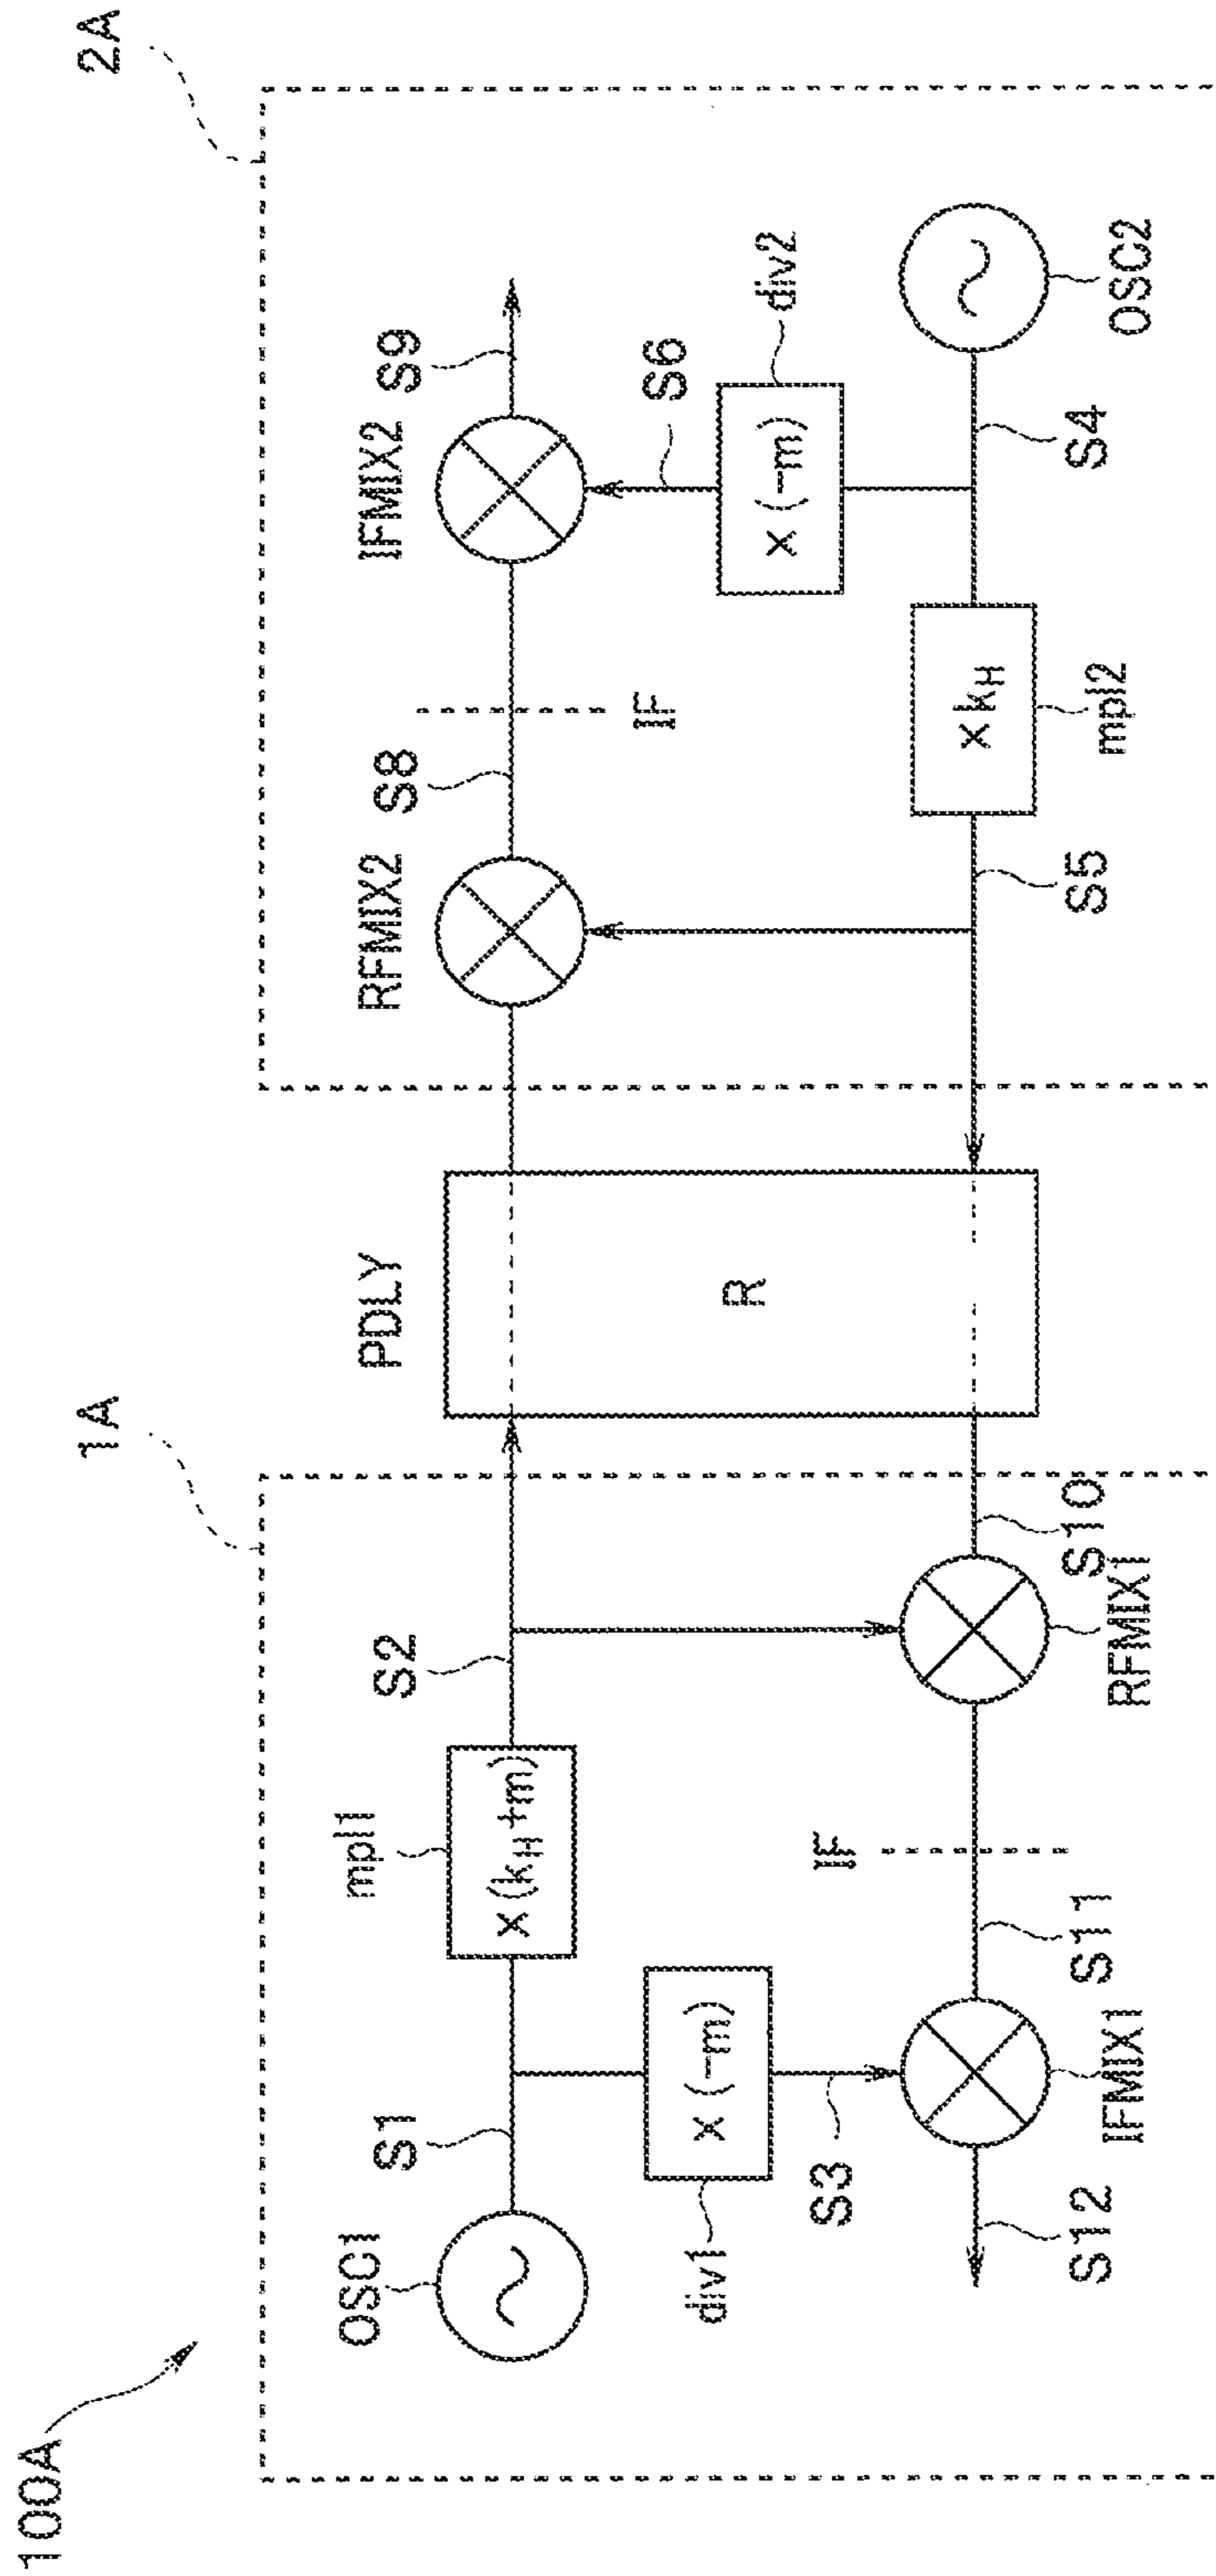 100A
1A
2A
OSC1
S1
mpl1
x (kH +m)
S2
PDLY
R
RFMIX2
S8
IFMIX2
S9
IF
div1
x (-m)
S3
S6
x (-m)
div2
IF
S12
IFMIX1
S11
RFMIX1
S10
S5
x kH
mpl2
S4
OSC2